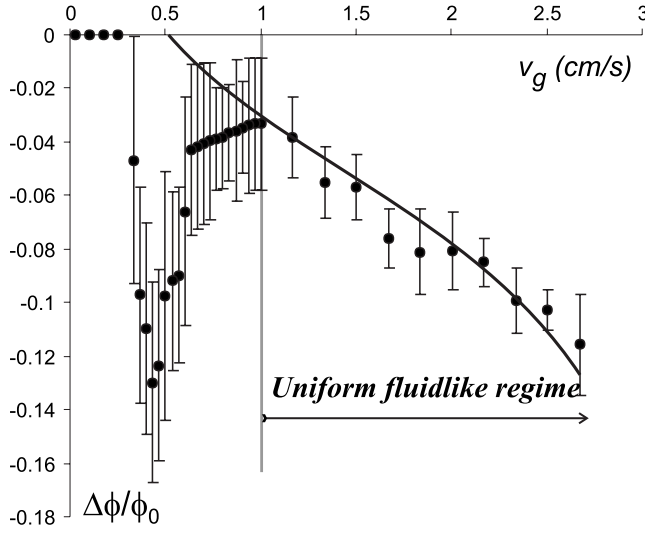 0 0.5 1 1.5 2 2.5 3
v_g (cm/s)
0
-0.02
-0.04
-0.06
-0.08
-0.1
-0.12
-0.14
-0.16
-0.18
Uniform fluidlike regime
Δϕ/ϕ₀